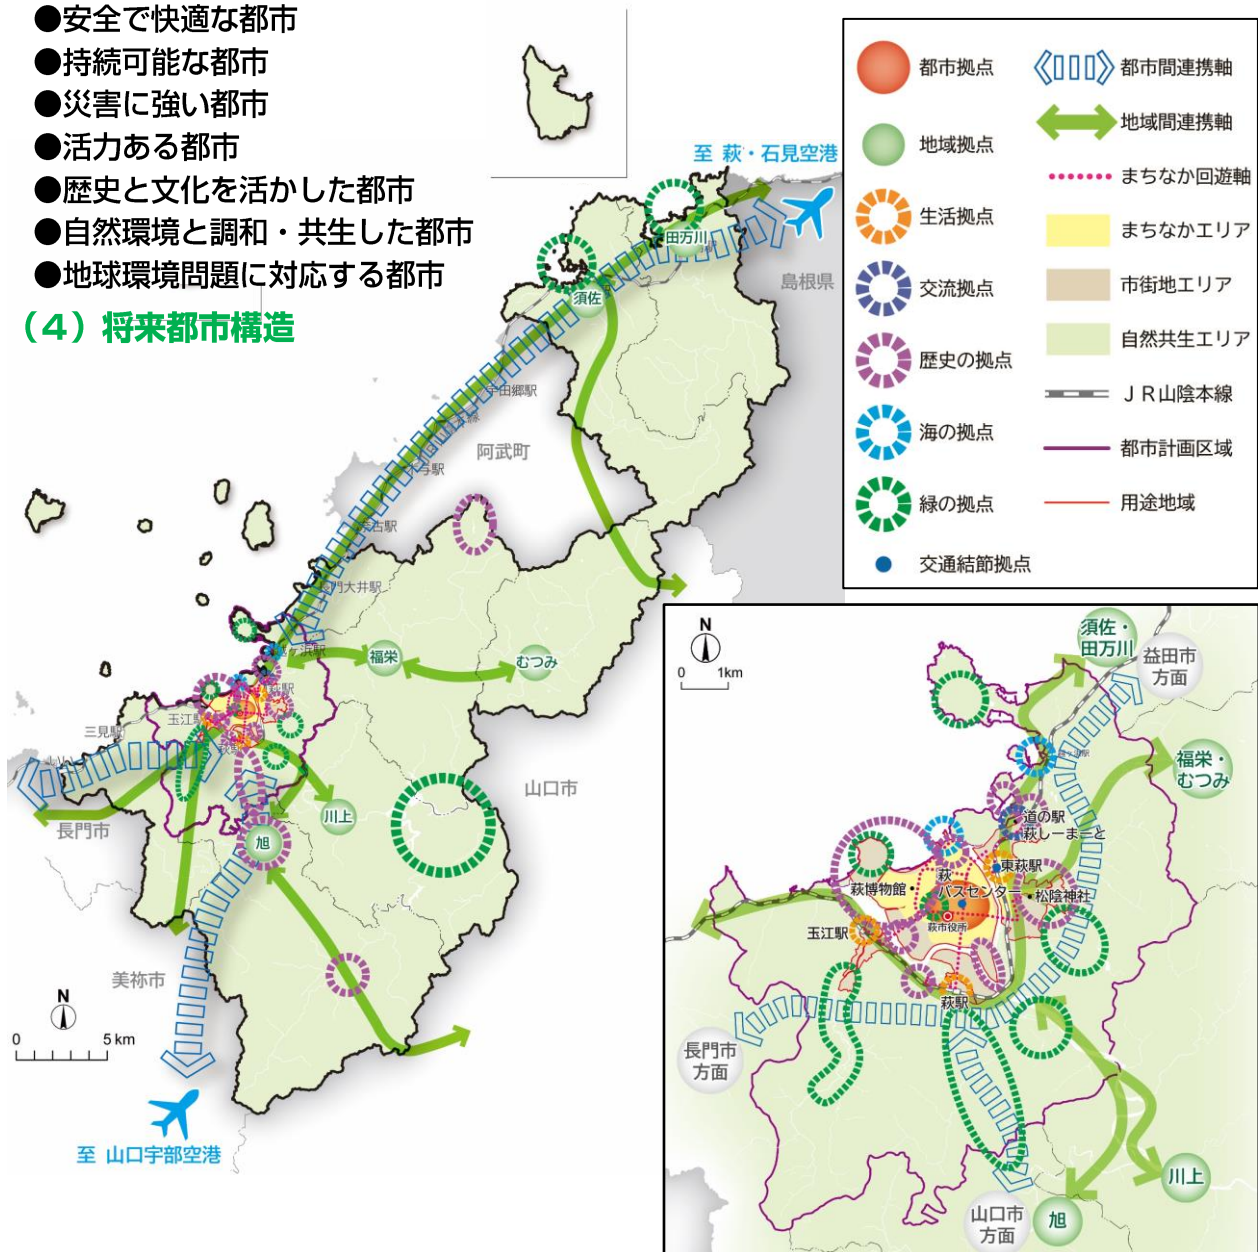 ●安全で快適な都市
●持続可能な都市
●災害に強い都市
●活力ある都市
●歴史と文化を活かした都市
●自然環境と調和・共生した都市
●地球環境問題に対応する都市
（4）将来都市構造
都市拠点
地域拠点
生活拠点
交流拠点
歴史の拠点
海の拠点
緑の拠点
交通結節拠点
都市間連携軸
地域間連携軸
まちなか回遊軸
まちなかエリア
市街地エリア
自然共生エリア
ＪＲ山陰本線
都市計画区域
用途地域
至 萩・石見空港
田万川
島根県
須佐
宇田郷駅
阿武町
奈古駅
長門大井駅
越ヶ浜駅
福栄
むつみ
玉江駅
三見駅
長門市
川上
旭
山口市
美祢市
N
0 5 km
至 山口宇部空港
N
0 1km
須佐・
田万川
益田市
方面
福栄・
むつみ
道の駅
萩しーまーと
東萩駅
萩博物館
萩
バスセンター
松陰神社
萩市役所
玉江駅
萩駅
長門市
方面
川上
山口市
方面
旭